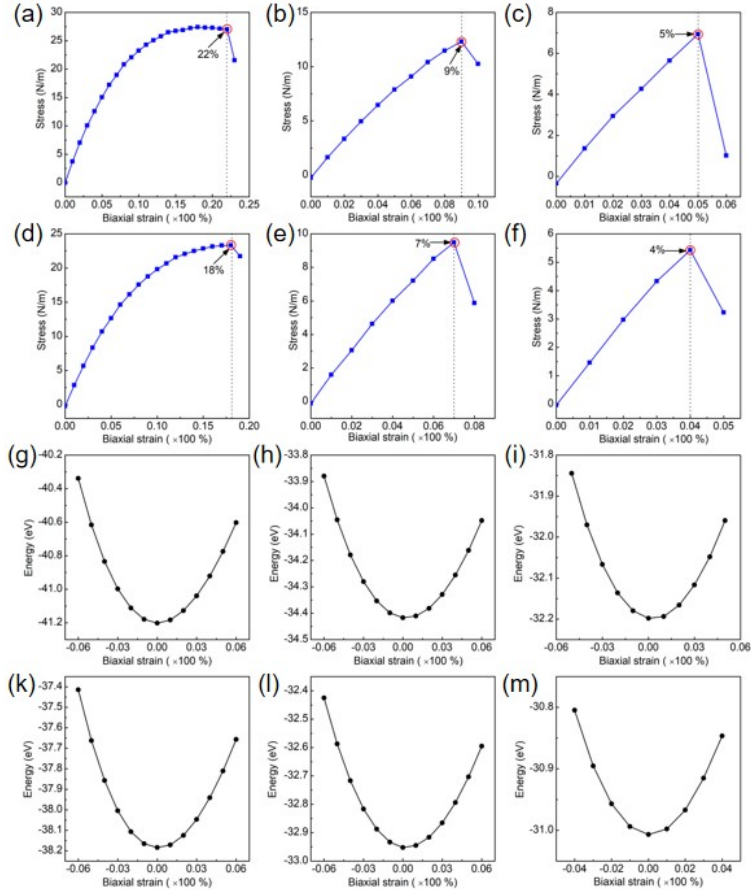 (a)
30
25
20
15
10
5
0
Stress (N/m)
22%
0.00 0.05 0.10 0.15 0.20 0.25
Biaxial strain ( ×100 %)
(b)
15
10
5
0
Stress (N/m)
9%
0.00 0.02 0.04 0.06 0.08 0.10
Biaxial strain ( ×100 %)
(c)
8
6
4
2
0
Stress (N/m)
5%
0.00 0.01 0.02 0.03 0.04 0.05 0.06
Biaxial strain ( ×100 %)
(d)
25
20
15
10
5
0
Stress (N/m)
18%
0.00 0.05 0.10 0.15 0.20
Biaxial strain ( ×100 %)
(e)
10
8
6
4
2
0
Stress (N/m)
7%
0.00 0.02 0.04 0.06 0.08
Biaxial strain ( ×100 %)
(f)
6
5
4
3
2
1
0
Stress (N/m)
4%
0.00 0.01 0.02 0.03 0.04 0.05
Biaxial strain ( ×100 %)
(g)
-40.2
-40.4
-40.6
-40.8
-41.0
-41.2
Energy (eV)
-0.06 -0.03 0.00 0.03 0.06
Biaxial strain ( ×100 %)
(h)
-33.8
-33.9
-34.0
-34.1
-34.2
-34.3
-34.4
-34.5
Energy (eV)
-0.06 -0.03 0.00 0.03 0.06
Biaxial strain ( ×100 %)
(i)
-31.8
-31.9
-32.0
-32.1
-32.2
Energy (eV)
-0.06 -0.03 0.00 0.03 0.06
Biaxial strain ( ×100 %)
(k)
-37.4
-37.5
-37.6
-37.7
-37.8
-37.9
-38.0
-38.1
-38.2
Energy (eV)
-0.06 -0.03 0.00 0.03 0.06
Biaxial strain ( ×100 %)
(l)
-32.4
-32.5
-32.6
-32.7
-32.8
-32.9
-33.0
Energy (eV)
-0.06 -0.03 0.00 0.03 0.06
Biaxial strain ( ×100 %)
(m)
-30.8
-30.9
-31.0
Energy (eV)
-0.04 -0.02 0.00 0.02 0.04
Biaxial strain ( ×100 %)